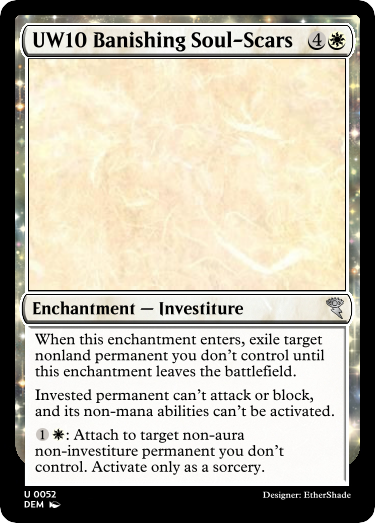 UW10 Banishing Soul-Scars 4
Enchantment — Investiture
When this enchantment enters, exile target
nonland permanent you don't control until
this enchantment leaves the battlefield.
Invested permanent can't attack or block,
and its non-mana abilities can't be activated.
1 : Attach to target non-aura
non-investiture permanent you don't
control. Activate only as a sorcery.
U 0052
DEM
Designer: EtherShade